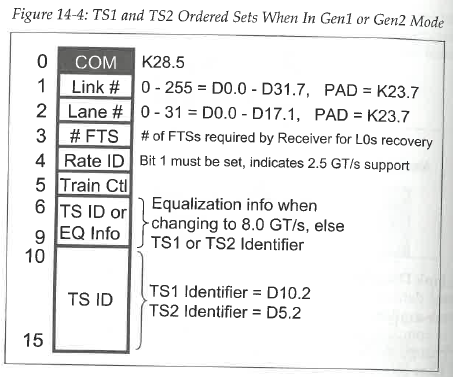 Figure 14-4: TS1 and TS2 Ordered Sets When In Gen1 or Gen2 Mode
0 COM K28.5
1 Link # 0 - 255 = D0.0 - D31.7, PAD = K23.7
2 Lane # 0 - 31 = D0.0 - D17.1, PAD = K23.7
3 # FTS # of FTSs required by Receiver for L0s recovery
4 Rate ID Bit 1 must be set, indicates 2.5 GT/s support
5 Train Ctl
6 TS ID or Equalization info when
changing to 8.0 GT/s, else
9 EQ Info TS1 or TS2 Identifier
10
TS ID TS1 Identifier = D10.2
TS2 Identifier = D5.2
15